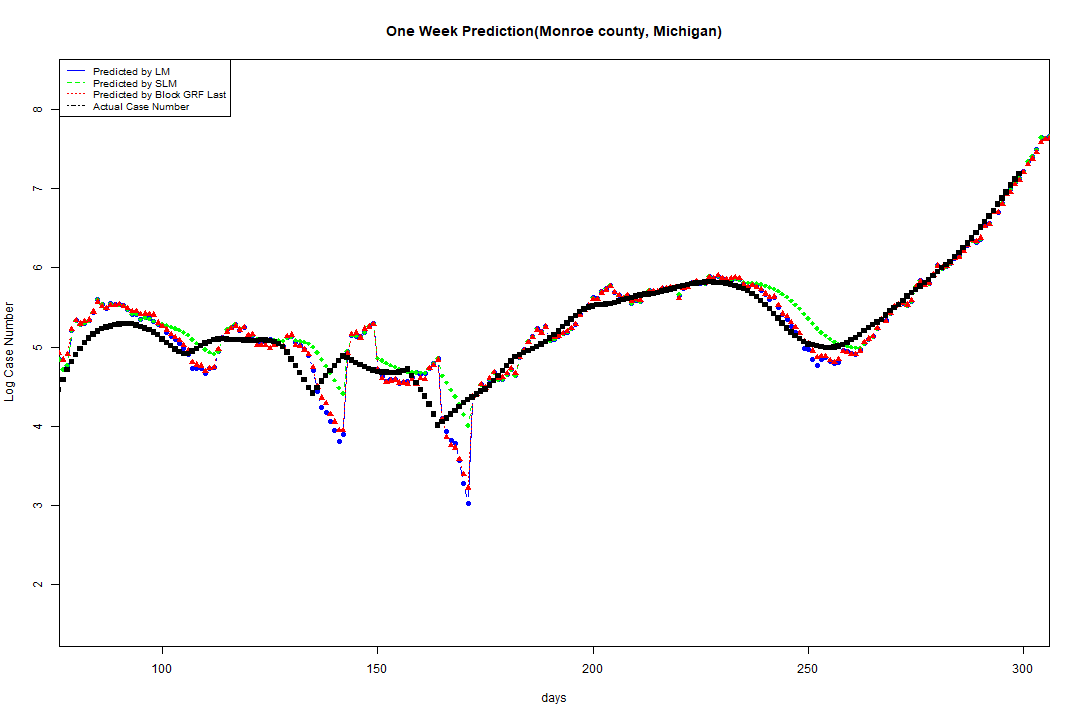 One Week Prediction(Monroe county, Michigan)
Predicted by LM
Predicted by SLM
Predicted by Block GRF Last
Actual Case Number
8
7
6
5
4
3
2
Log Case Number
100 150 200 250 300
days